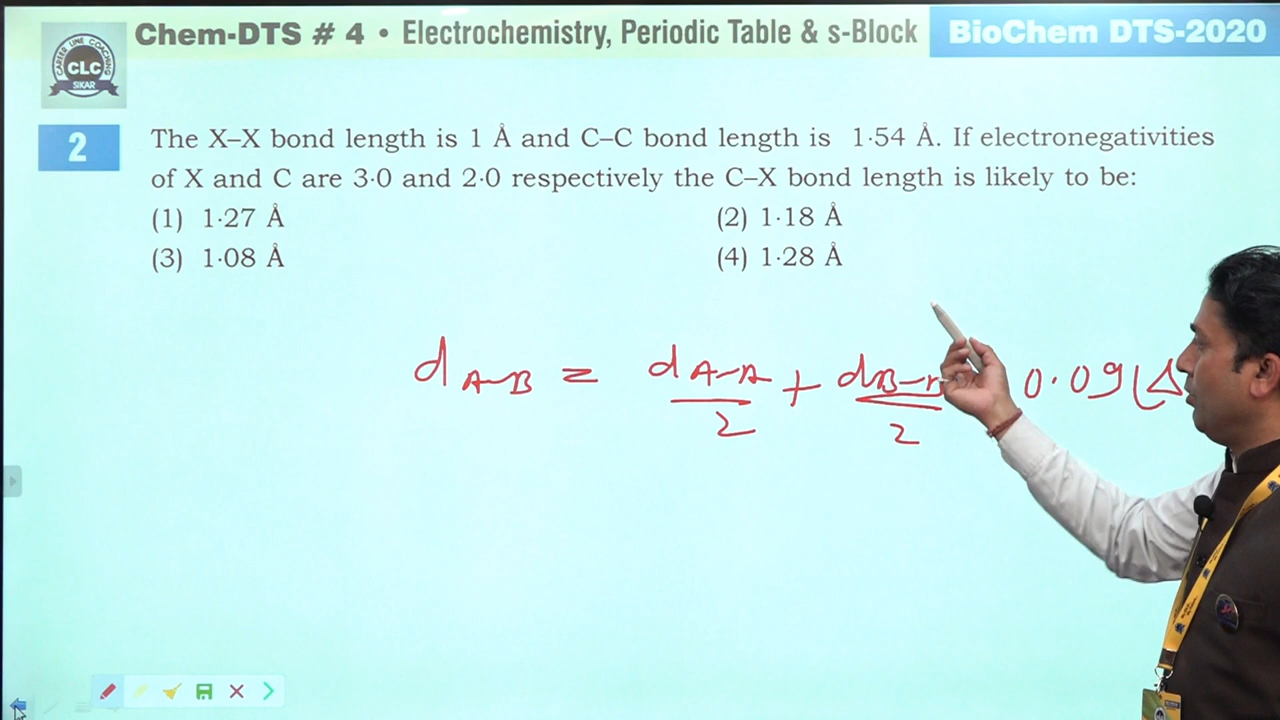 Chem-DTS # 4 • Electrochemistry, Periodic Table & s-Block
BioChem DTS-2020
CAREER LINE COACHING
CLC
SIKAR
2
The X–X bond length is 1 Å and C–C bond length is 1·54 Å. If electronegativities
of X and C are 3·0 and 2·0 respectively the C–X bond length is likely to be:
(1) 1·27 Å
(2) 1·18 Å
(3) 1·08 Å
(4) 1·28 Å
d A–B = d A–A / 2 + d B– / 2 0.09(Δ